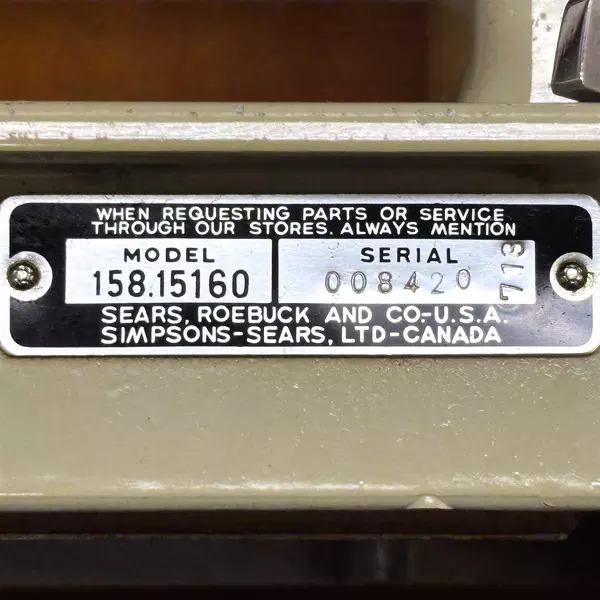 WHEN REQUESTING PARTS OR SERVICE
THROUGH OUR STORES. ALWAYS MENTION
MODEL SERIAL
158.15160 008420 713
SEARS, ROEBUCK AND CO.-U.S.A.
SIMPSONS-SEARS, LTD-CANADA